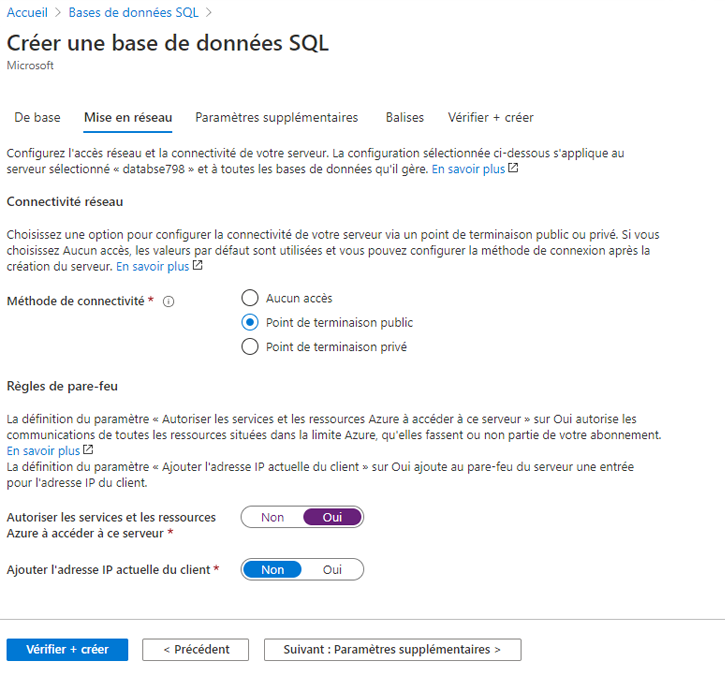 Accueil > Bases de données SQL >
Créer une base de données SQL
Microsoft
De base Mise en réseau Paramètres supplémentaires Balises Vérifier + créer
Configurez l'accès réseau et la connectivité de votre serveur. La configuration sélectionnée ci-dessous s'applique au
serveur sélectionné « databse798 » et à toutes les bases de données qu'il gère. En savoir plus
Connectivité réseau
Choisissez une option pour configurer la connectivité de votre serveur via un point de terminaison public ou privé. Si vous
choisissez Aucun accès, les valeurs par défaut sont utilisées et vous pouvez configurer la méthode de connexion après la
création du serveur. En savoir plus
Méthode de connectivité *
Aucun accès
Point de terminaison public
Point de terminaison privé
Règles de pare-feu
La définition du paramètre « Autoriser les services et les ressources Azure à accéder à ce serveur » sur Oui autorise les
communications de toutes les ressources situées dans la limite Azure, qu'elles fassent ou non partie de votre abonnement.
En savoir plus
La définition du paramètre « Ajouter l'adresse IP actuelle du client » sur Oui ajoute au pare-feu du serveur une entrée
pour l'adresse IP du client.
Autoriser les services et les ressources
Azure à accéder à ce serveur *
Non Oui
Ajouter l'adresse IP actuelle du client * Non Oui
Vérifier + créer < Précédent Suivant : Paramètres supplémentaires >